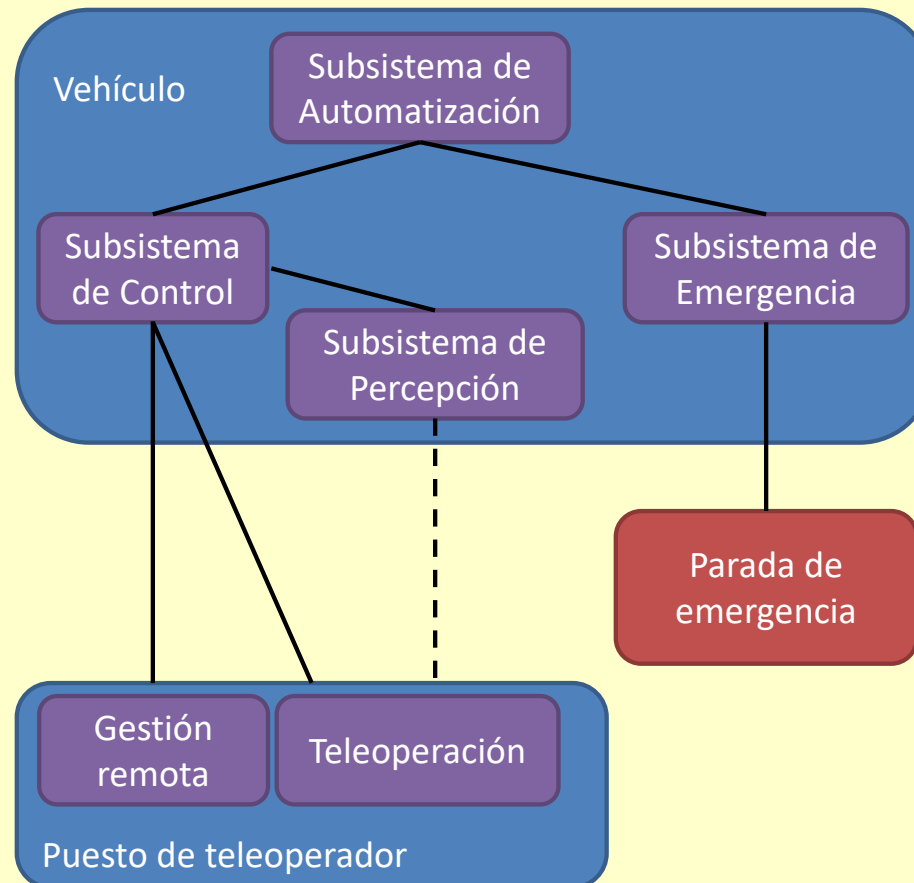 Vehículo
Subsistema de
Automatización
Subsistema
de Control
Subsistema de
Percepción
Subsistema de
Emergencia
Parada de
emergencia
Gestión
remota
Teleoperación
Puesto de teleoperador